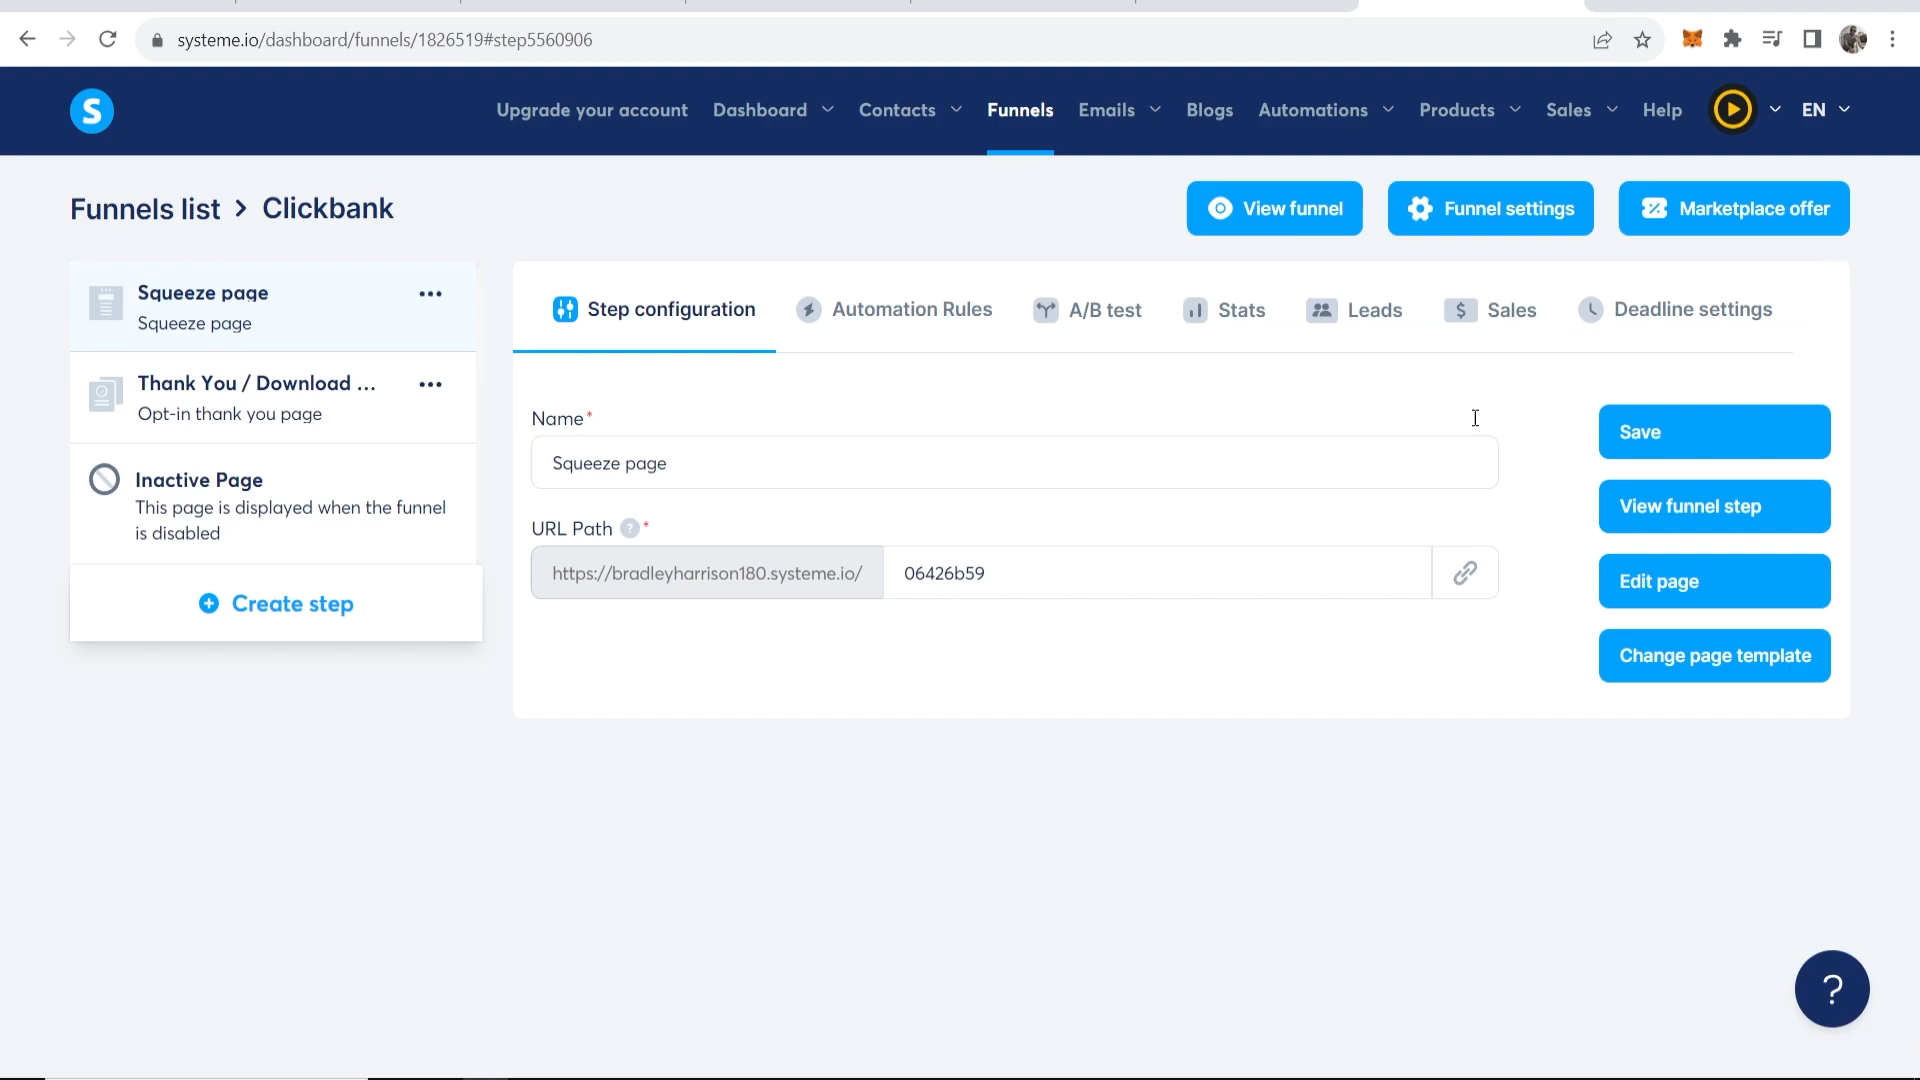 systeme.io/dashboard/funnels/1826519#step5560906
S
Upgrade your account
Dashboard
Contacts
Funnels
Emails
Blogs
Automations
Products
Sales
Help
EN
Funnels list > Clickbank
View funnel
Funnel settings
Marketplace offer
Squeeze page
Squeeze page
Thank You / Download ...
Opt-in thank you page
Inactive Page
This page is displayed when the funnel
is disabled
Create step
Step configuration
Automation Rules
A/B test
Stats
Leads
$ Sales
Deadline settings
Name*
Squeeze page
URL Path ? *
https://bradleyharrison180.systeme.io/
06426b59
Save
View funnel step
Edit page
Change page template
?